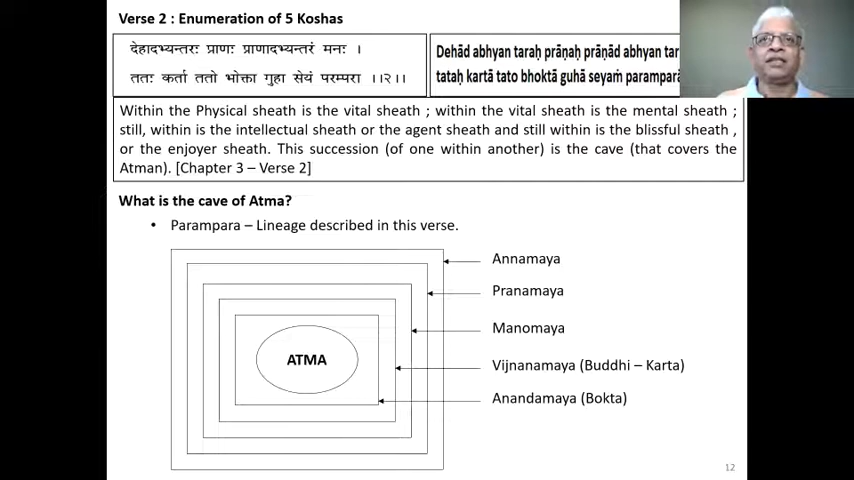 Verse 2 : Enumeration of 5 Koshas
देहादभ्यन्तरः प्राणः प्राणादभ्यन्तरं मनः ।
ततः कर्ता ततो भोक्ता गुहा सेयं परम्परा ।।२।।
Dehād abhyan taraḥ prāṇaḥ prāṇād abhyan tar
tataḥ kartā tato bhoktā guhā seyaṁ paramparā
Within the Physical sheath is the vital sheath ; within the vital sheath is the mental sheath ;
still, within is the intellectual sheath or the agent sheath and still within is the blissful sheath ,
or the enjoyer sheath. This succession (of one within another) is the cave (that covers the
Atman). [Chapter 3 – Verse 2]
What is the cave of Atma?
• Parampara – Lineage described in this verse.
Annamaya
Pranamaya
Manomaya
ATMA
Vijnanamaya (Buddhi – Karta)
Anandamaya (Bokta)
12